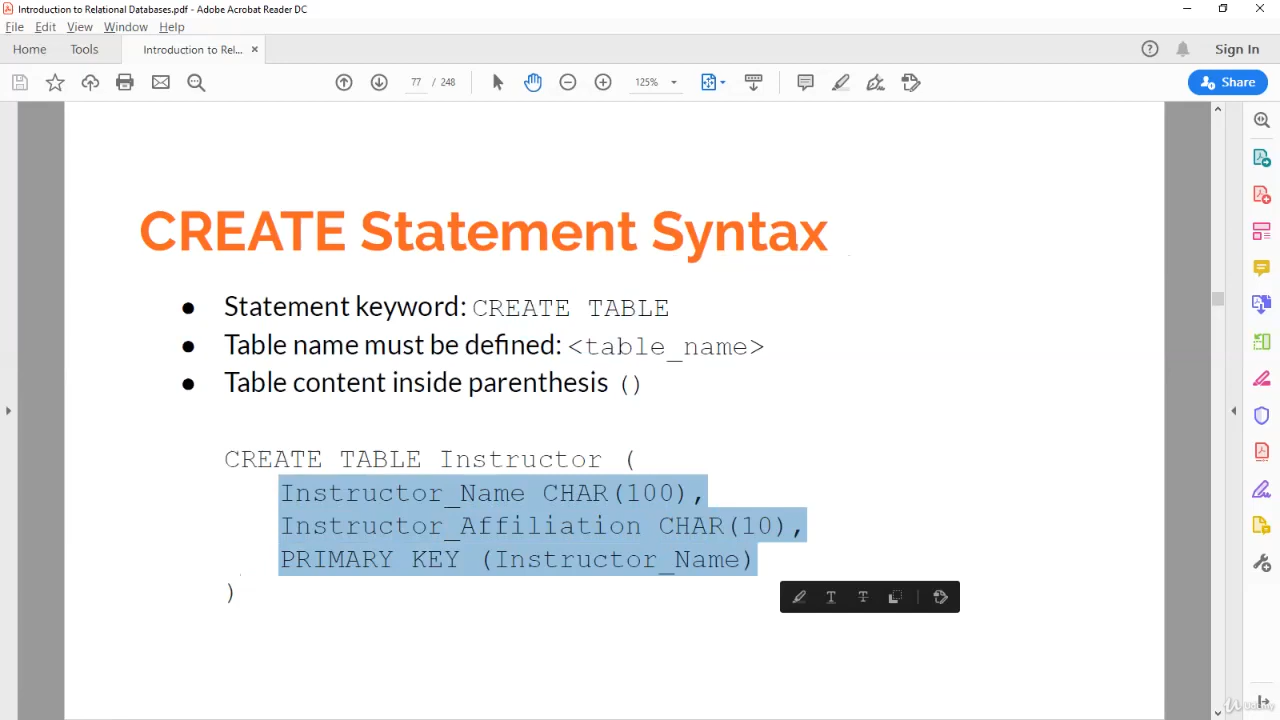 Introduction to Relational Databases.pdf - Adobe Acrobat Reader DC
File Edit View Window Help
Home Tools Introduction to Rel... × Sign In
77 / 248 125% Share
CREATE Statement Syntax
● Statement keyword: CREATE TABLE
● Table name must be defined: <table_name>
● Table content inside parenthesis ()
CREATE TABLE Instructor (
Instructor_Name CHAR(100),
Instructor_Affiliation CHAR(10),
PRIMARY KEY (Instructor_Name)
)
Udemy